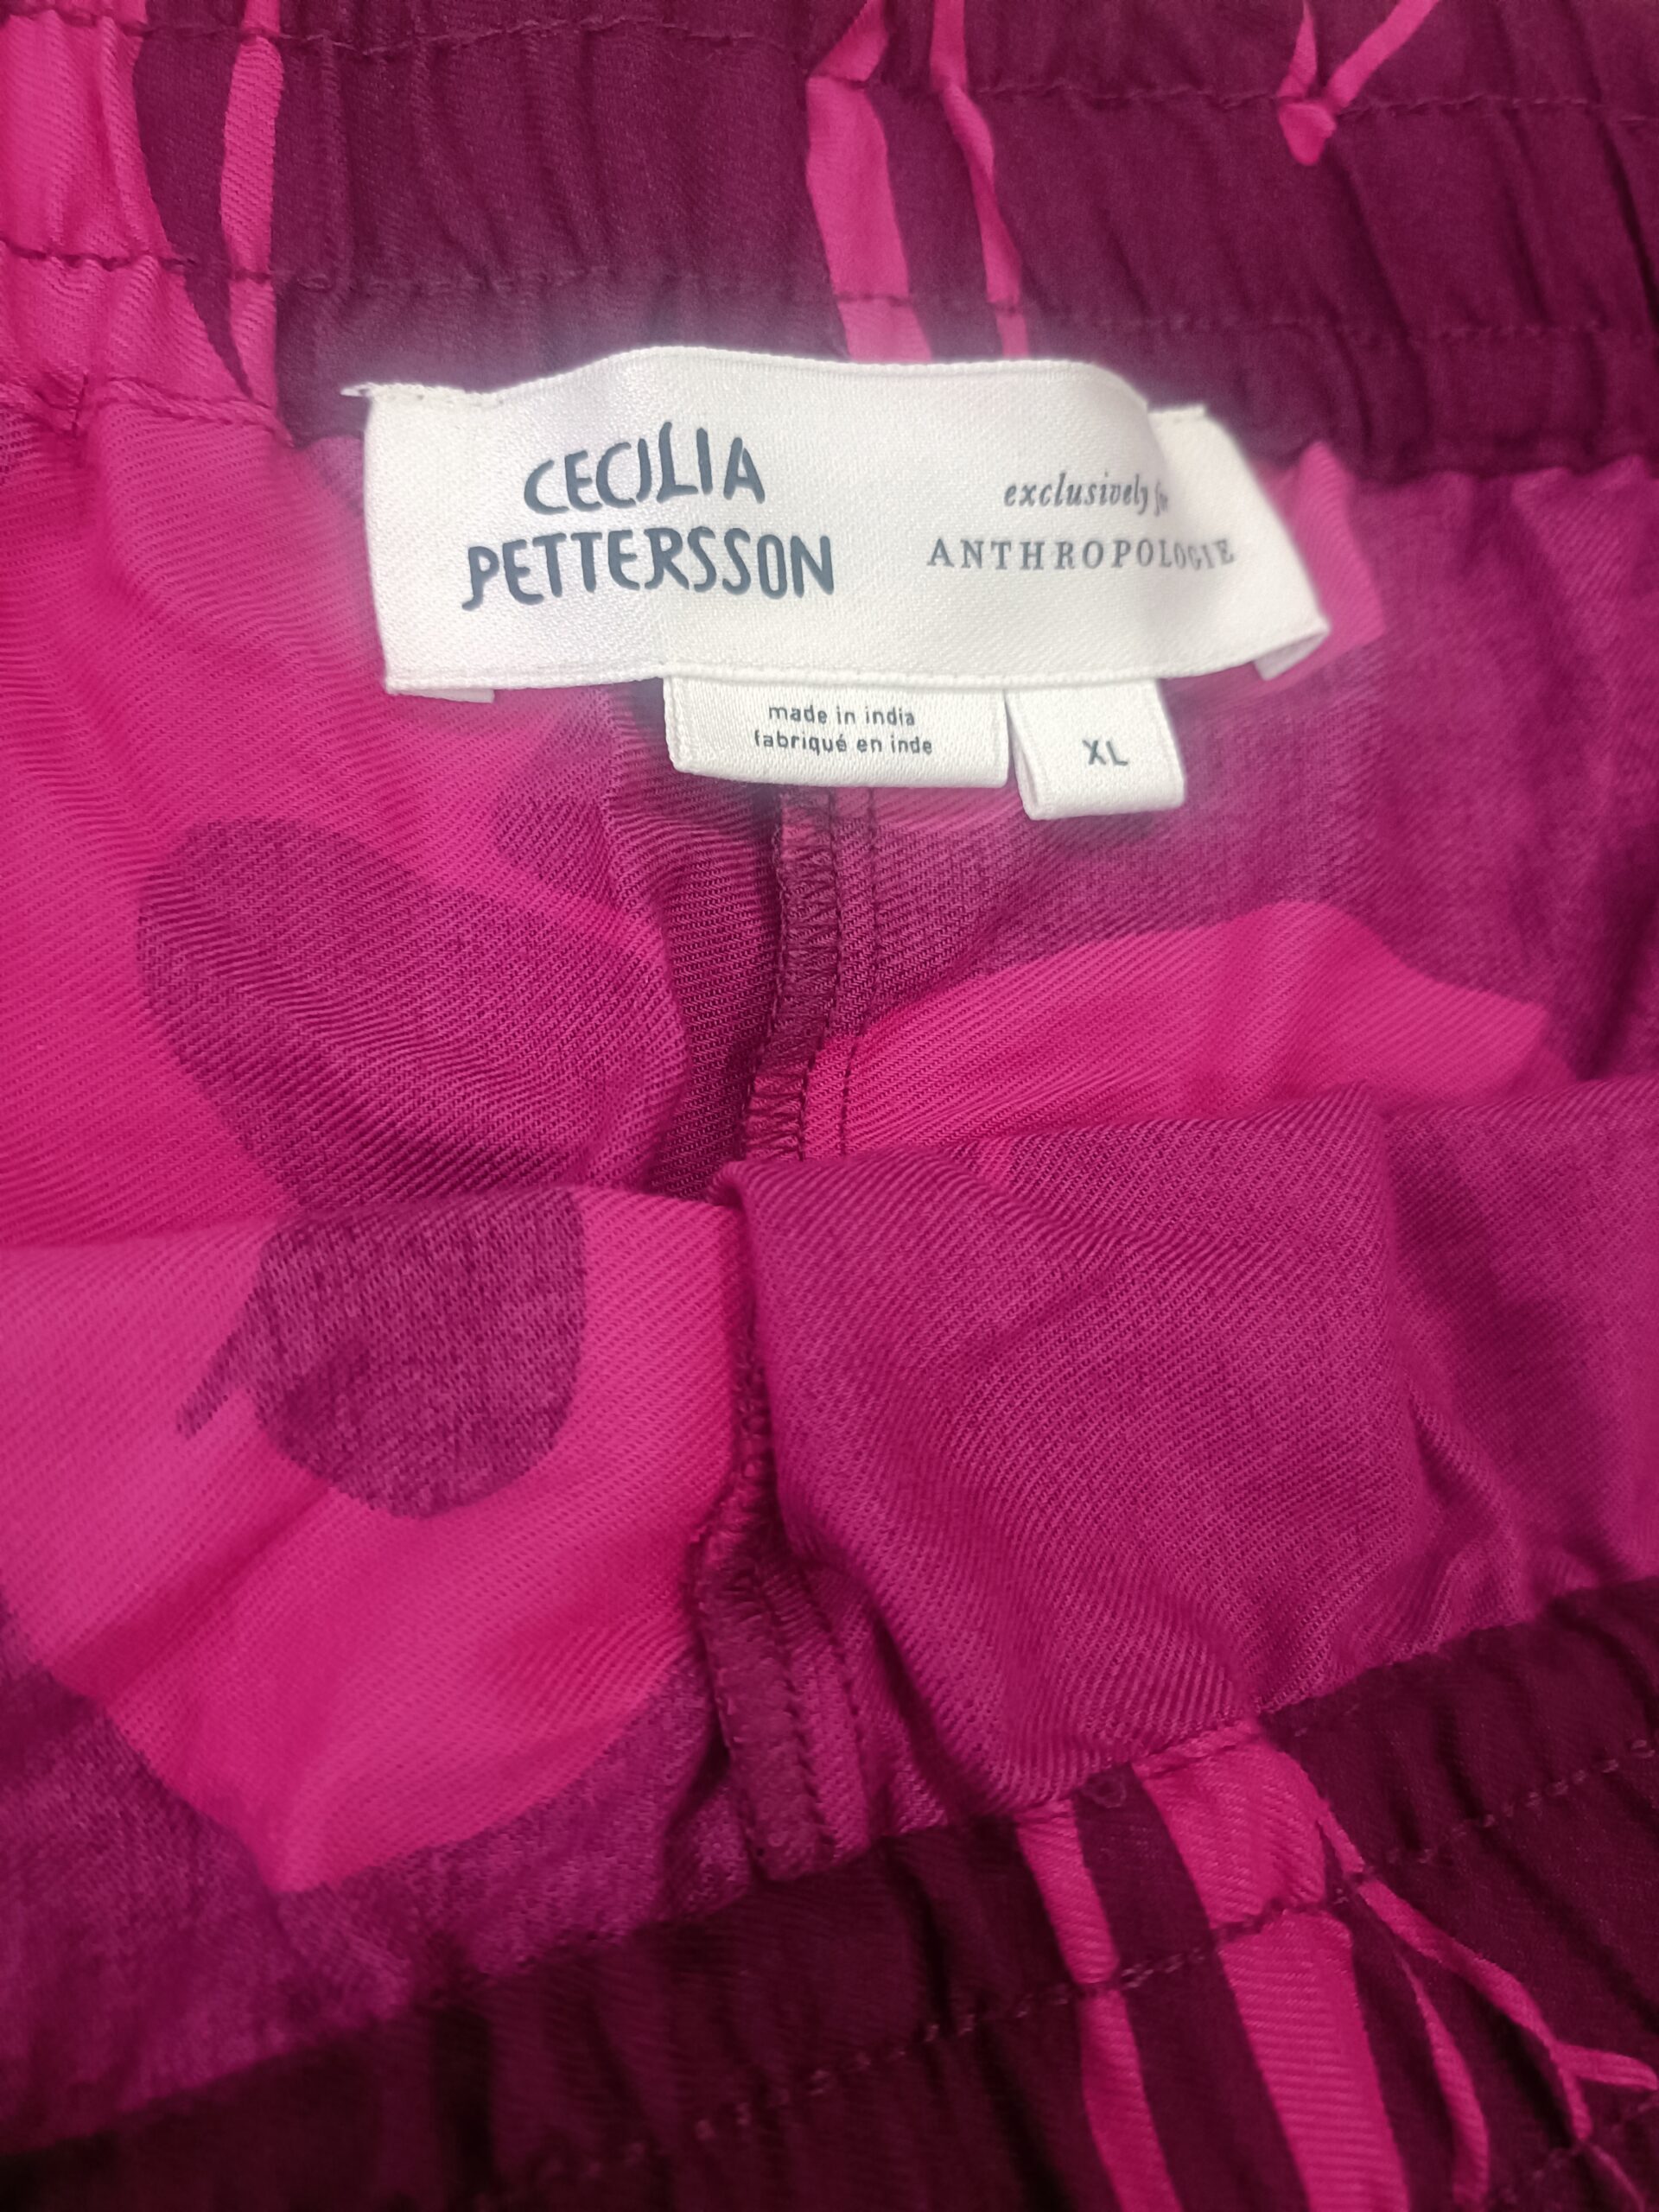 CECILIA
PETTERSSON
exclusively for
ANTHROPOLOGIE
made in india
fabriqué en inde
XL